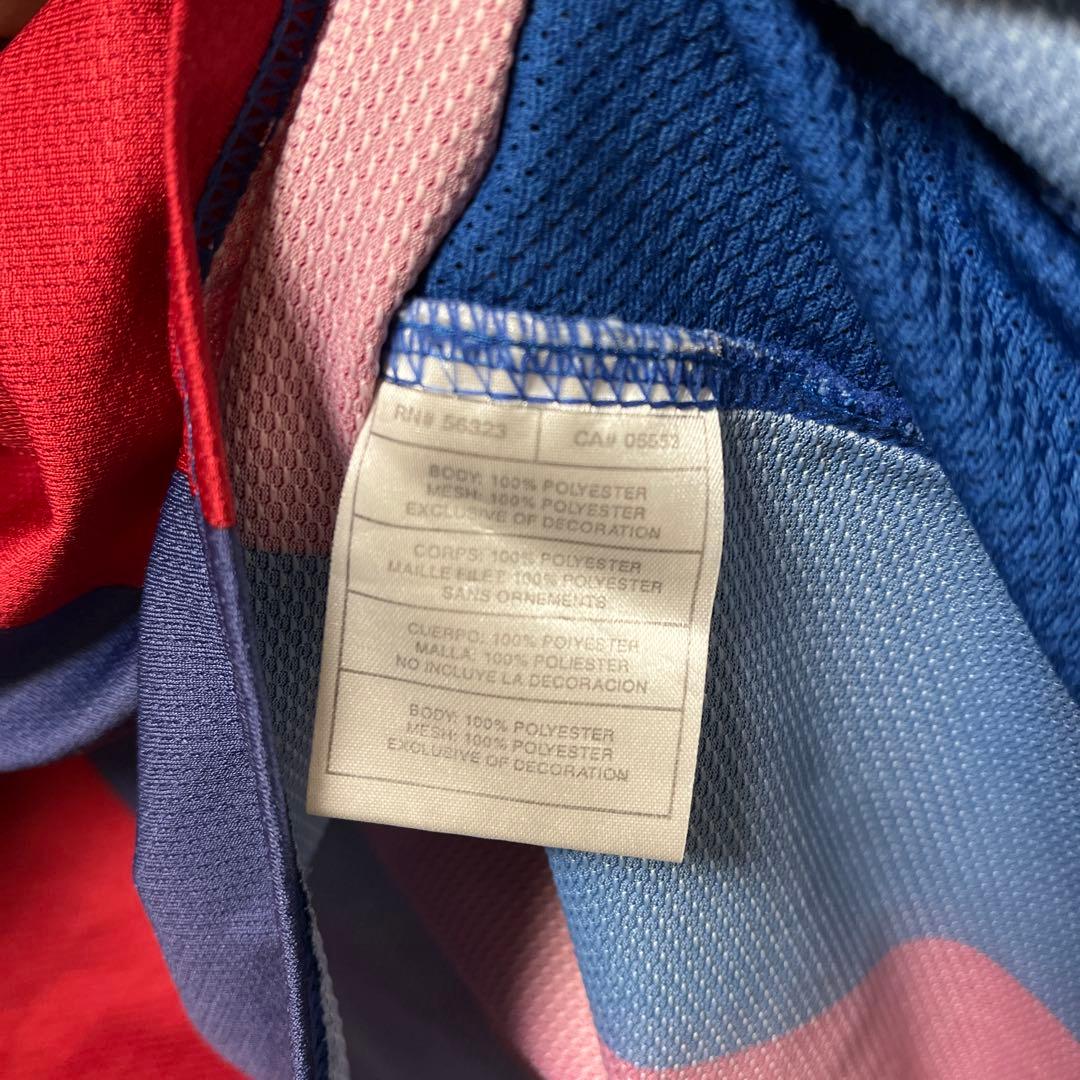 RN# 56323
CA# 05553
BODY: 100% POLYESTER
MESH: 100% POLYESTER
EXCLUSIVE OF DECORATION
CORPS: 100% POLYESTER
MAILLE FILET: 100% POLYESTER
SANS ORNEMENTS
CUERPO: 100% POIYESTER
MALLA: 100% POLIESTER
NO INCLUYE LA DECORACION
BODY: 100% POLYESTER
MESH: 100% POLYESTER
EXCLUSIVE OF DECORATION